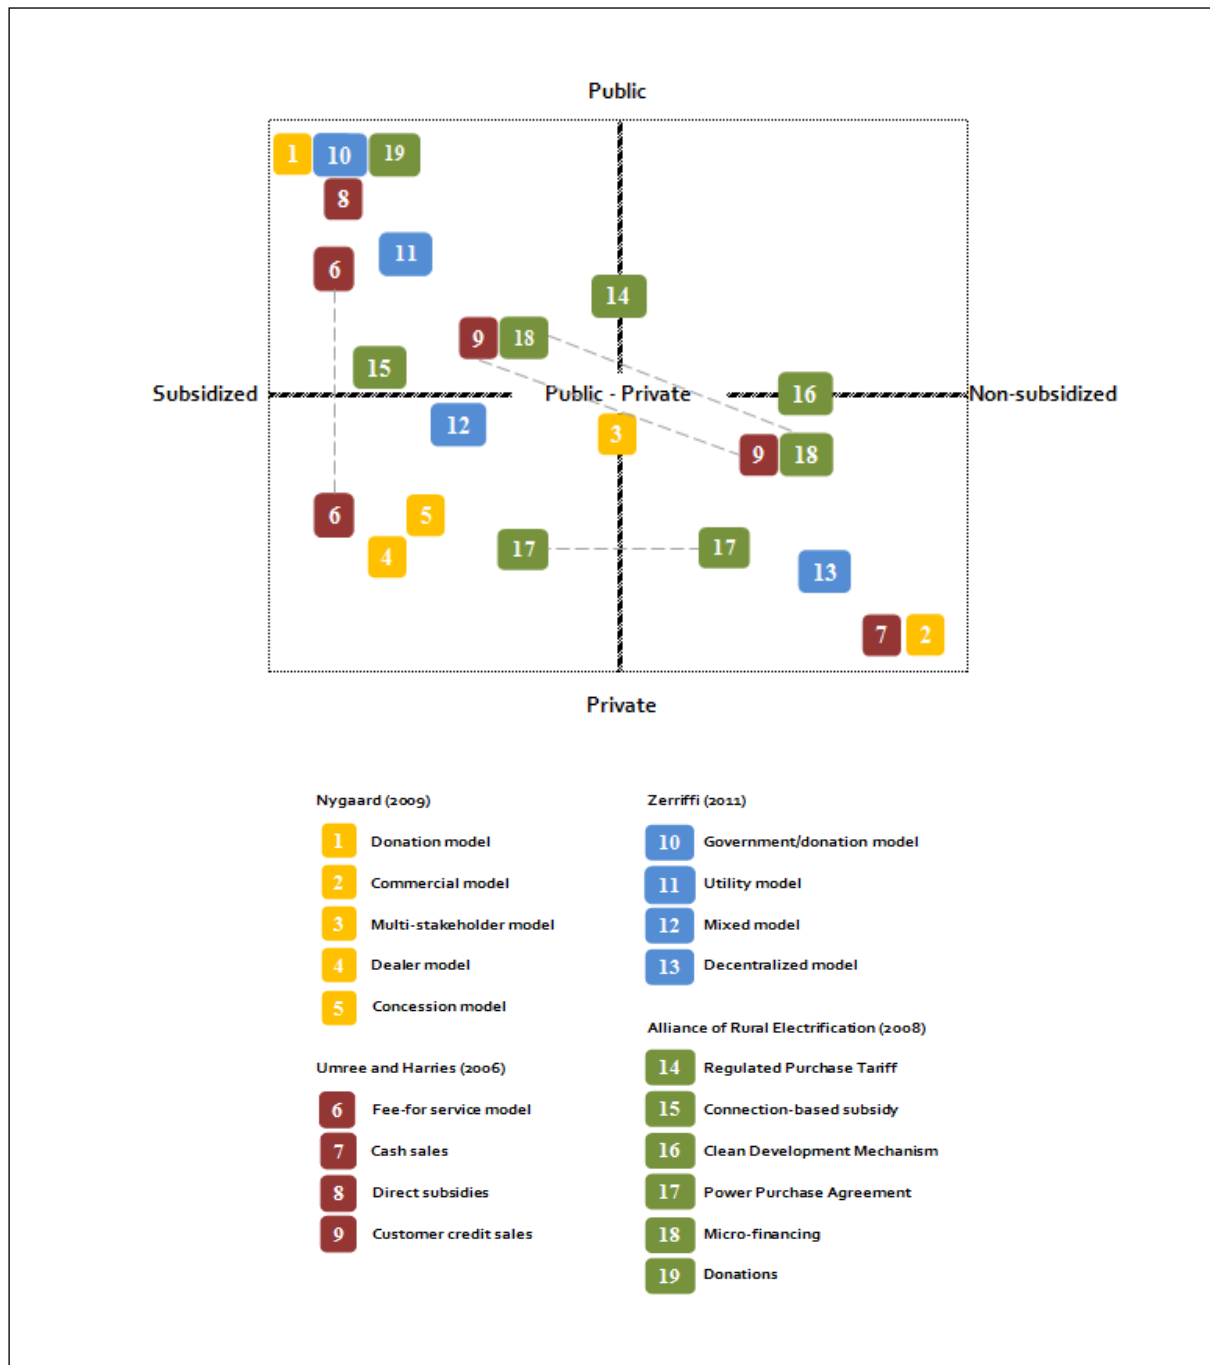 Public
1 10 19
8
6 11
14
9 18
15
Subsidized Public - Private 16 Non-subsidized
12 3
9 18
6 5
4 17 17
13
7 2
Private
Nygaard (2009)
1 Donation model
2 Commercial model
3 Multi-stakeholder model
4 Dealer model
5 Concession model
Umree and Harries (2006)
6 Fee-for service model
7 Cash sales
8 Direct subsidies
9 Customer credit sales
Zerriffi (2011)
10 Government/donation model
11 Utility model
12 Mixed model
13 Decentralized model
Alliance of Rural Electrification (2008)
14 Regulated Purchase Tariff
15 Connection-based subsidy
16 Clean Development Mechanism
17 Power Purchase Agreement
18 Micro-financing
19 Donations